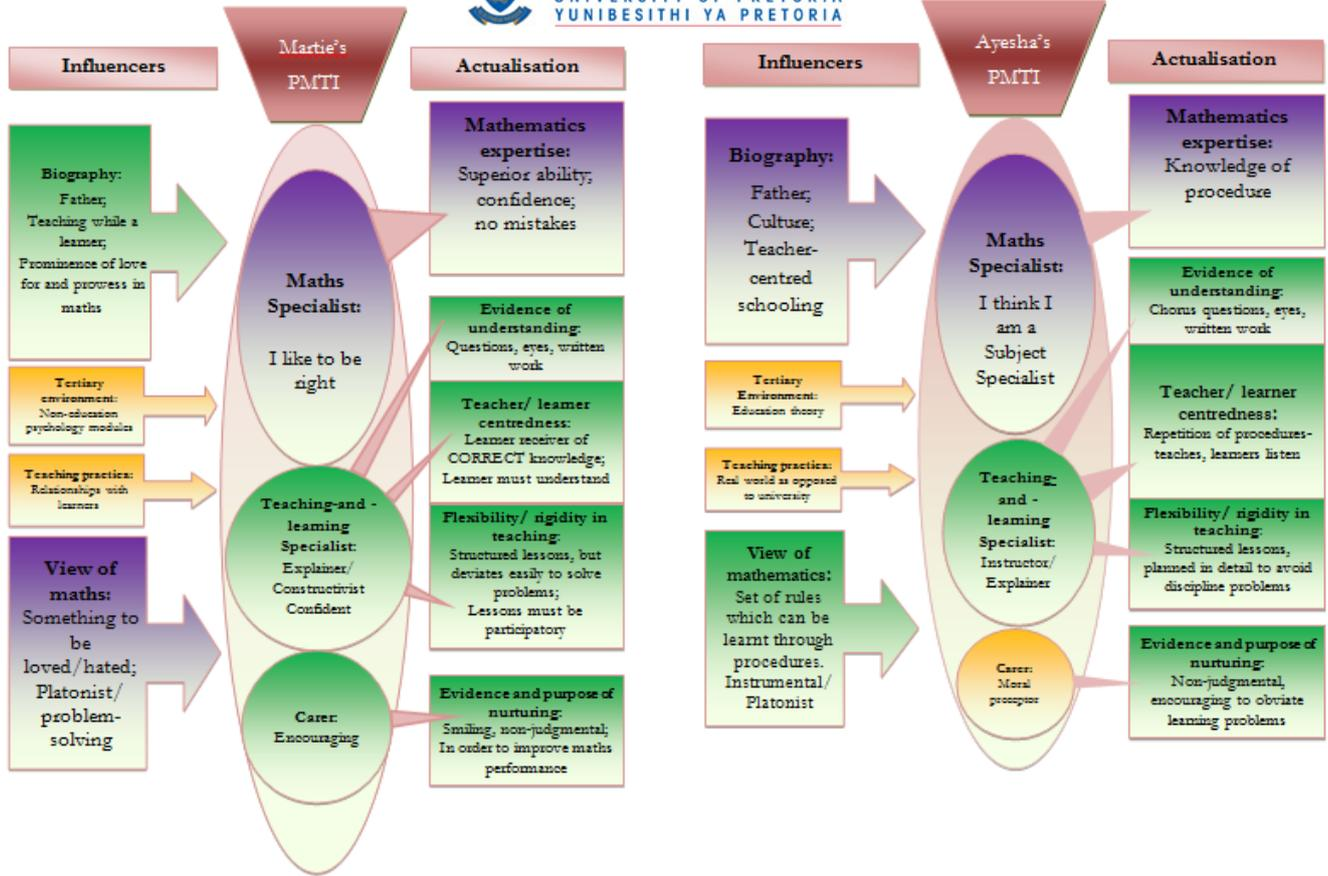 YUNIBESITHI YA PRETORIA
Martie's
PMTI
Influencers
Actualisation
Biography:
Father;
Teaching while a
learner;
Prominence of love
for and prowess in
maths
Tertiary
environment:
Non-education
psychology modules
Teaching practice:
Relationships with
learners
View of
maths:
Something to
be
loved/hated;
Platonist/
problem-
solving
Maths
Specialist:
I like to be
right
Teaching-and -
learning
Specialist:
Explainer/
Constructivist
Confident
Carer:
Encouraging
Mathematics
expertise:
Superior ability;
confidence;
no mistakes
Evidence of
understanding:
Questions, eyes, written
work
Teacher/ learner
centredness:
Learner receiver of
CORRECT knowledge;
Learner must understand
Flexibility/ rigidity in
teaching:
Structured lessons, but
deviates easily to solve
problems;
Lessons must be
participatory
Evidence and purpose of
nurturing:
Smiling, non-judgmental;
In order to improve maths
performance
Ayesha's
PMTI
Influencers
Actualisation
Biography:
Father;
Culture;
Teacher-
centred
schooling
Tertiary
Environment:
Education theory
Teaching practice:
Real world as opposed
to university
View of
mathematics:
Set of rules
which can be
learnt through
procedures.
Instrumental/
Platonist
Maths
Specialist:
I think I
am a
Subject
Specialist
Teaching-
and -
learning
Specialist:
Instructor/
Explainer
Carer:
Moral
preceptor
Mathematics
expertise:
Knowledge of
procedure
Evidence of
understanding:
Chorus questions, eyes,
written work
Teacher/ learner
centredness:
Repetition of procedures-
teaches, learners listen
Flexibility/ rigidity in
teaching:
Structured lessons,
planned in detail to avoid
discipline problems
Evidence and purpose of
nurturing:
Non-judgmental,
encouraging to obviate
learning problems